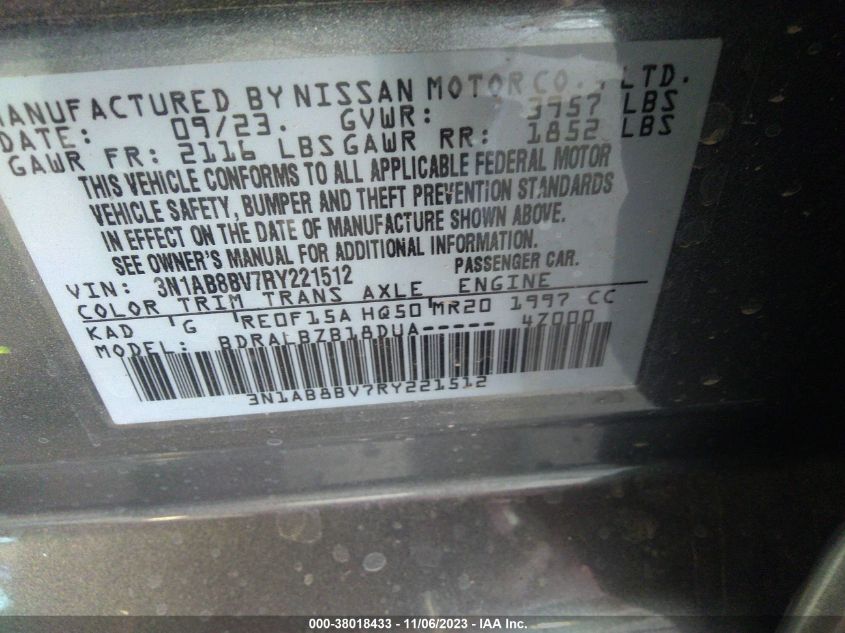 MANUFACTURED BY NISSAN MOTOR CO., LTD.
DATE: 09/23. GVWR: 3957 LBS
GAWR FR: 2116 LBS GAWR RR: 1852 LBS
THIS VEHICLE CONFORMS TO ALL APPLICABLE FEDERAL MOTOR
VEHICLE SAFETY, BUMPER AND THEFT PREVENTION STANDARDS
IN EFFECT ON THE DATE OF MANUFACTURE SHOWN ABOVE.
SEE OWNER'S MANUAL FOR ADDITIONAL INFORMATION.
VIN: 3N1AB8BV7RY221512 PASSENGER CAR.
COLOR TRIM TRANS AXLE ENGINE
KAD 'G 'RE0F15A HQ50 'MR20 1997 CC
MODEL: BDRALBZB18DUA----- 47000
3N1AB8BV7RY221512
000-38018433 - 11/06/2023 - IAA Inc.